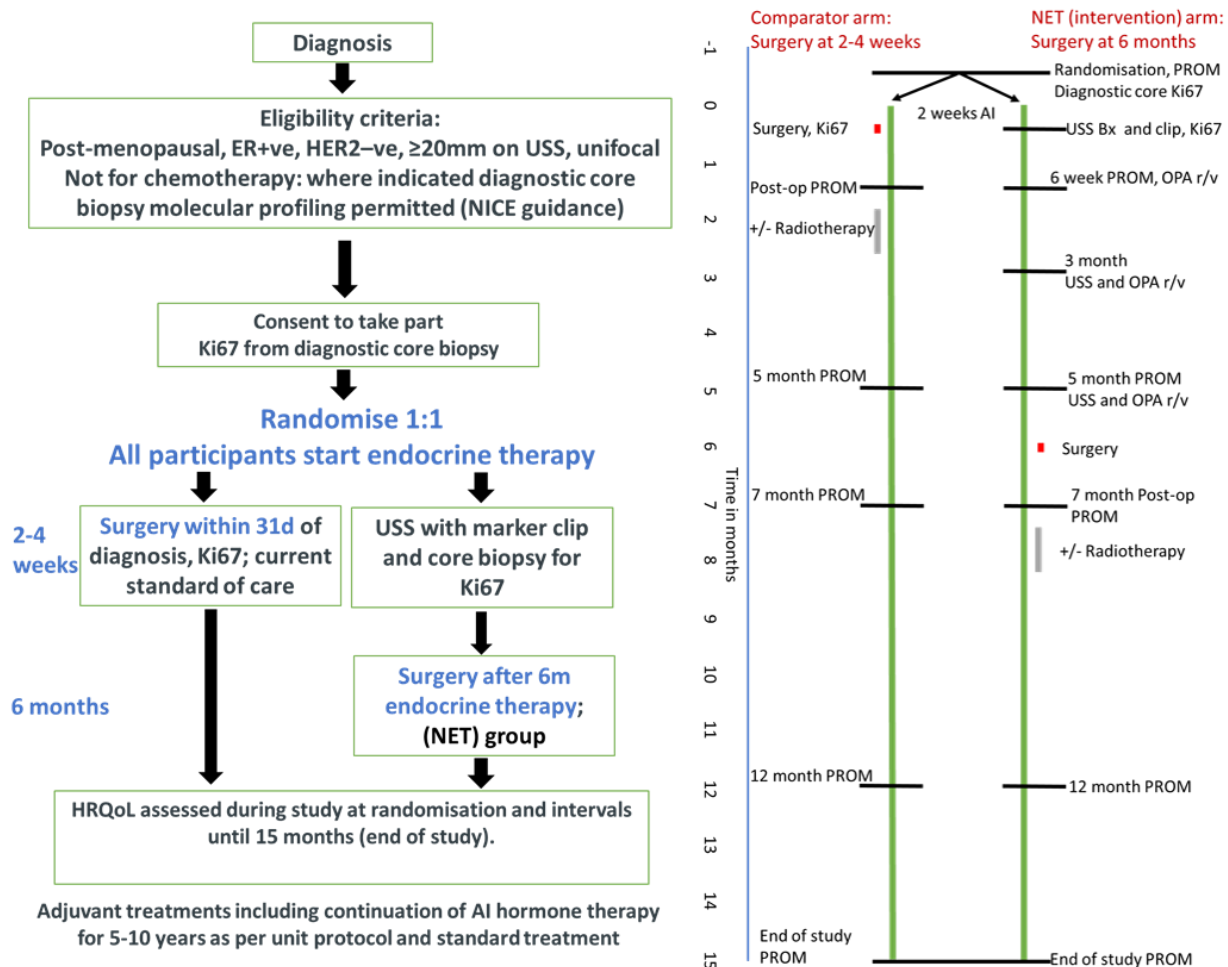 Diagnosis
Eligibility criteria:
Post-menopausal, ER+ve, HER2–ve, ≥20mm on USS, unifocal
Not for chemotherapy: where indicated diagnostic core
biopsy molecular profiling permitted (NICE guidance)
Consent to take part
Ki67 from diagnostic core biopsy
Randomise 1:1
All participants start endocrine therapy
2-4
weeks
Surgery within 31d of
diagnosis, Ki67; current
standard of care
USS with marker clip
and core biopsy for
Ki67
6 months
Surgery after 6m
endocrine therapy;
(NET) group
HRQoL assessed during study at randomisation and intervals
until 15 months (end of study).
Adjuvant treatments including continuation of AI hormone therapy
for 5-10 years as per unit protocol and standard treatment
Comparator arm:
Surgery at 2-4 weeks
NET (intervention) arm:
Surgery at 6 months
Time in months
-1
0
1
2
3
4
5
6
7
8
9
10
11
12
13
14
15
Randomisation, PROM
Diagnostic core Ki67
2 weeks AI
Surgery, Ki67
USS Bx and clip, Ki67
Post-op PROM
6 week PROM, OPA r/v
+/- Radiotherapy
3 month
USS and OPA r/v
5 month PROM
5 month PROM
USS and OPA r/v
Surgery
7 month PROM
7 month Post-op
PROM
+/- Radiotherapy
12 month PROM
12 month PROM
End of study
PROM
End of study PROM